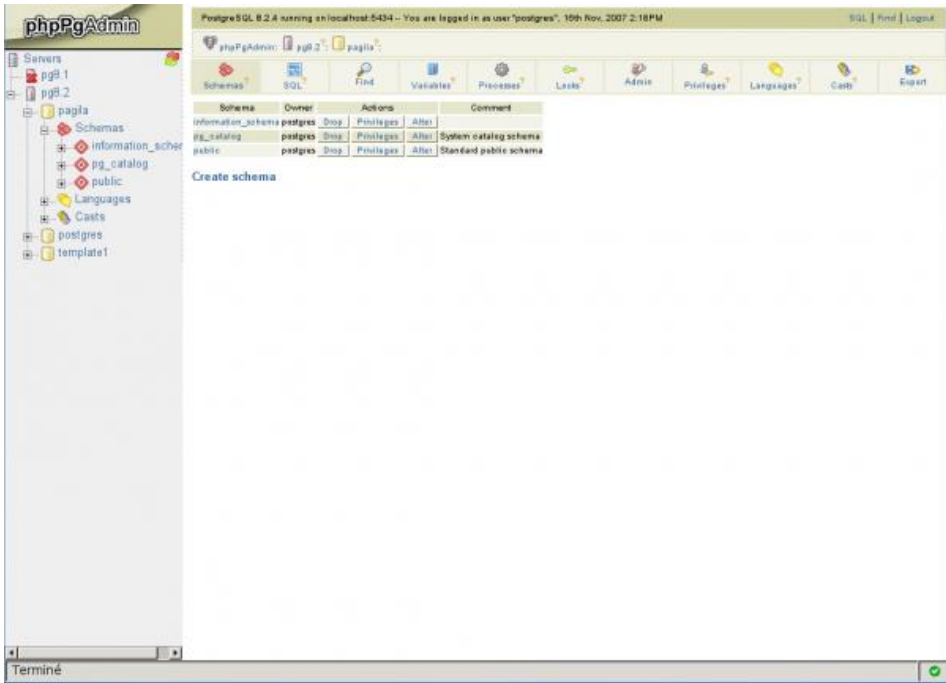 phpPgAdmin
PostgreSQL 8.2.4 running on localhost:5434 -- You are logged in as user "postgres", 16th Nov, 2007 2:18PM
SQL | Find | Logout
phpPgAdmin: pg8.2?: pagila?:
Servers
pg8.1
pg8.2
pagila
Schemas
information_scher
pg_catalog
public
Languages
Casts
postgres
template1
Schemas? SQL? Find Variables? Processes? Locks? Admin Privileges? Languages? Casts? Export
Schema Owner Actions Comment
information_schema postgres Drop Privileges Alter
pg_catalog postgres Drop Privileges Alter System catalog schema
public postgres Drop Privileges Alter Standard public schema
Create schema
Terminé